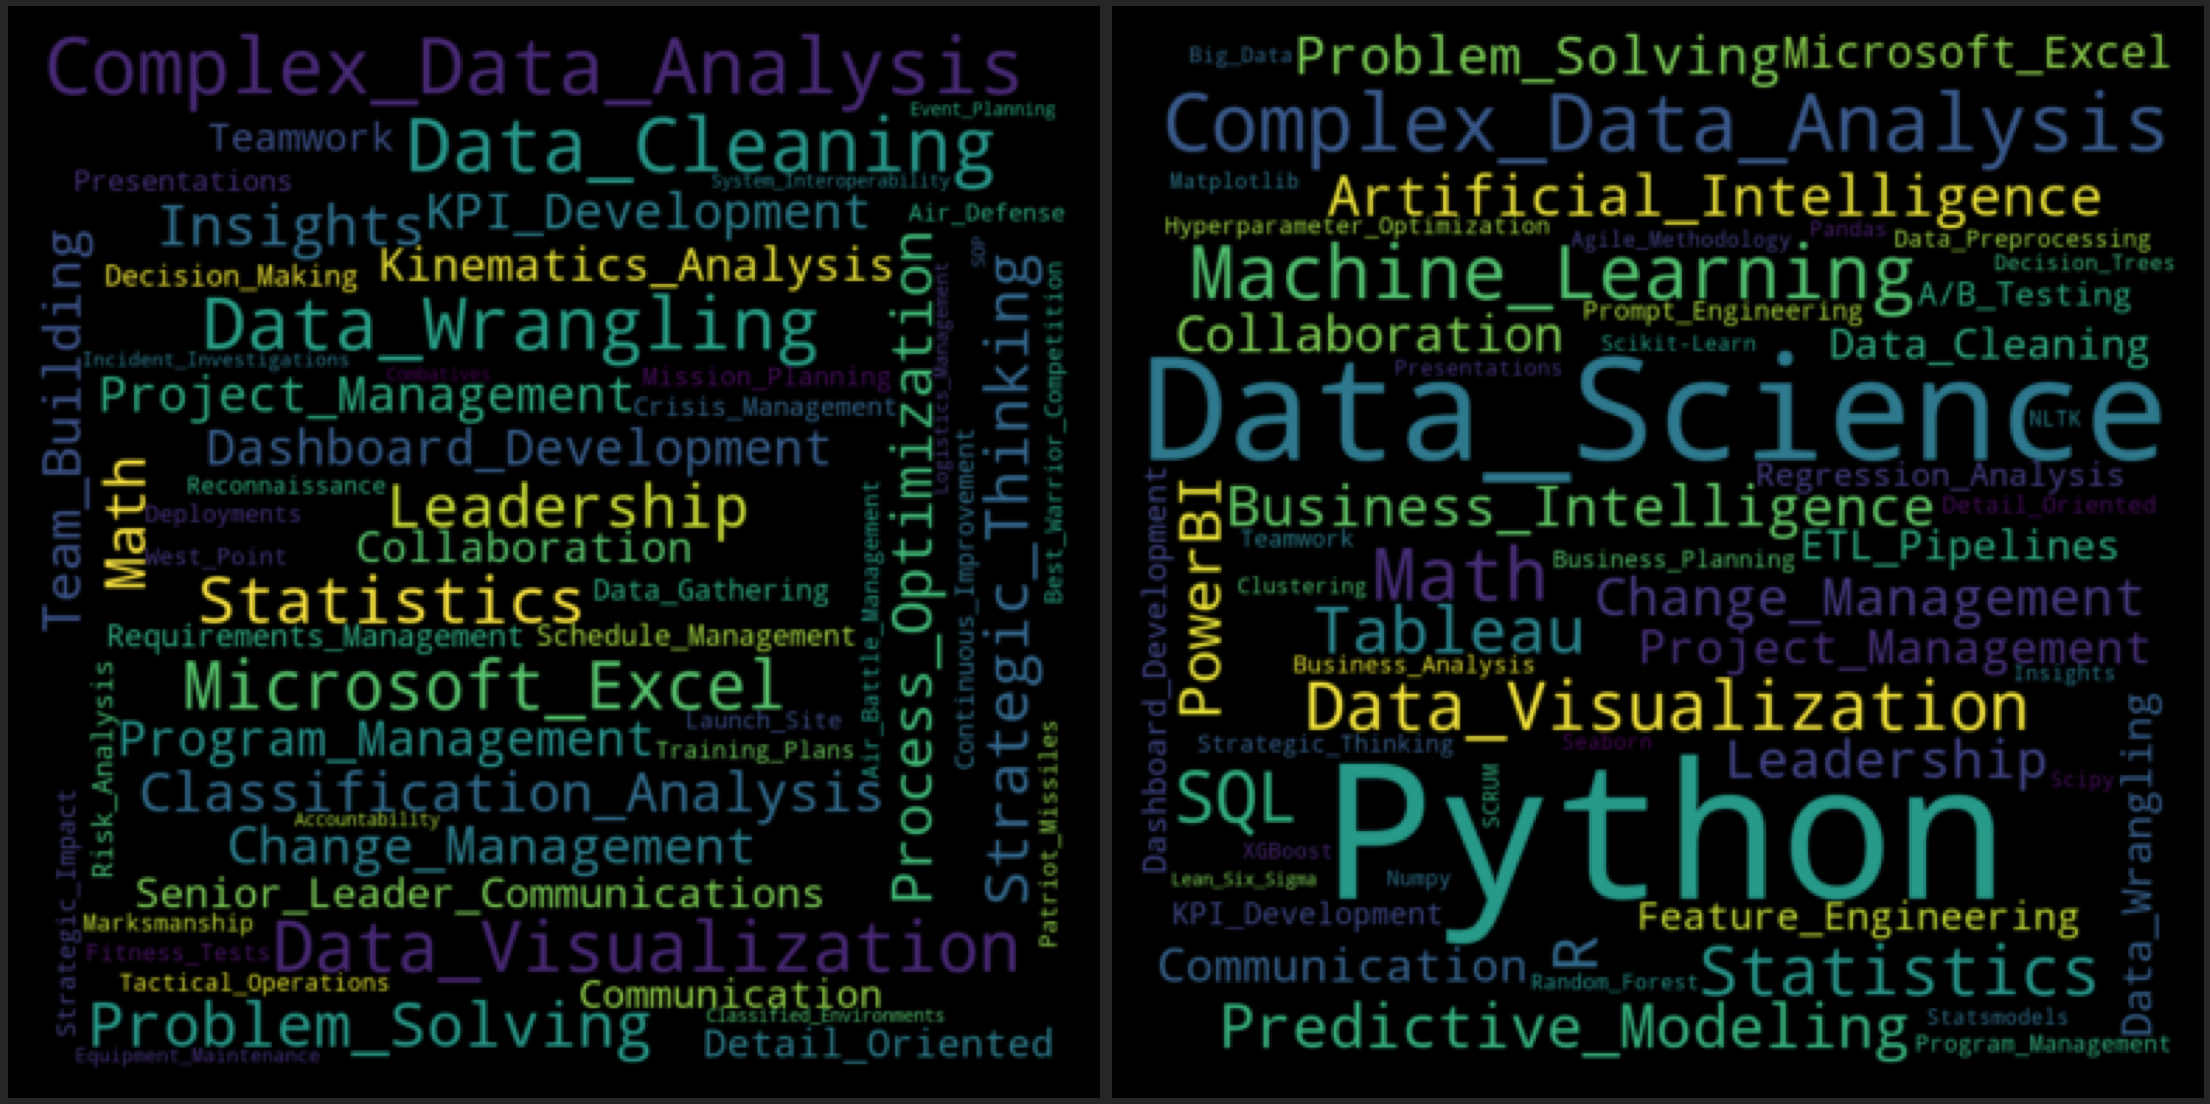 Complex_Data_Analysis
Event_Planning
Teamwork
Data_Cleaning
Presentations
System_Interoperability
Insights
KPI_Development
Air_Defense
Team_Building
Decision_Making
Kinematics_Analysis
SOP
Data_Wrangling
Process_Optimization
Logistics_Management
Strategic_Thinking
Best_Warrior_Competition
Incident_Investigations
Combatives
Mission_Planning
Project_Management
Crisis_Management
Dashboard_Development
Math
Reconnaissance
Leadership
Deployments
Collaboration
West_Point
Continuous_Improvement
Air_Battle_Management
Statistics
Data_Gathering
Requirements_Management
Schedule_Management
Risk_Analysis
Microsoft_Excel
Program_Management
Launch_Site
Training_Plans
Patriot_Missiles
Classification_Analysis
Strategic_Impact
Accountability
Change_Management
Senior_Leader_Communications
Marksmanship
Fitness_Tests
Data_Visualization
Tactical_Operations
Communication
Problem_Solving
Classified_Environments
Detail_Oriented
Equipment_Maintenance
Big_Data
Problem_Solving
Microsoft_Excel
Complex_Data_Analysis
Matplotlib
Artificial_Intelligence
Hyperparameter_Optimization
Agile_Methodology
Pandas
Data_Preprocessing
Machine_Learning
Decision_Trees
A/B_Testing
Prompt_Engineering
Collaboration
Scikit-Learn
Data_Cleaning
Presentations
Data_Science
NLTK
Dashboard_Development
PowerBI
Regression_Analysis
Business_Intelligence
Detail_Oriented
Teamwork
Math
Business_Planning
ETL_Pipelines
Clustering
Change_Management
Tableau
Project_Management
Business_Analysis
Insights
Data_Visualization
Data_Wrangling
Strategic_Thinking
Seaborn
Leadership
Scipy
SQL
SCRUM
Python
XGBoost
Lean_Six_Sigma
Numpy
KPI_Development
Feature_Engineering
Communication
R
Random_Forest
Statistics
Predictive_Modeling
Statsmodels
Program_Management